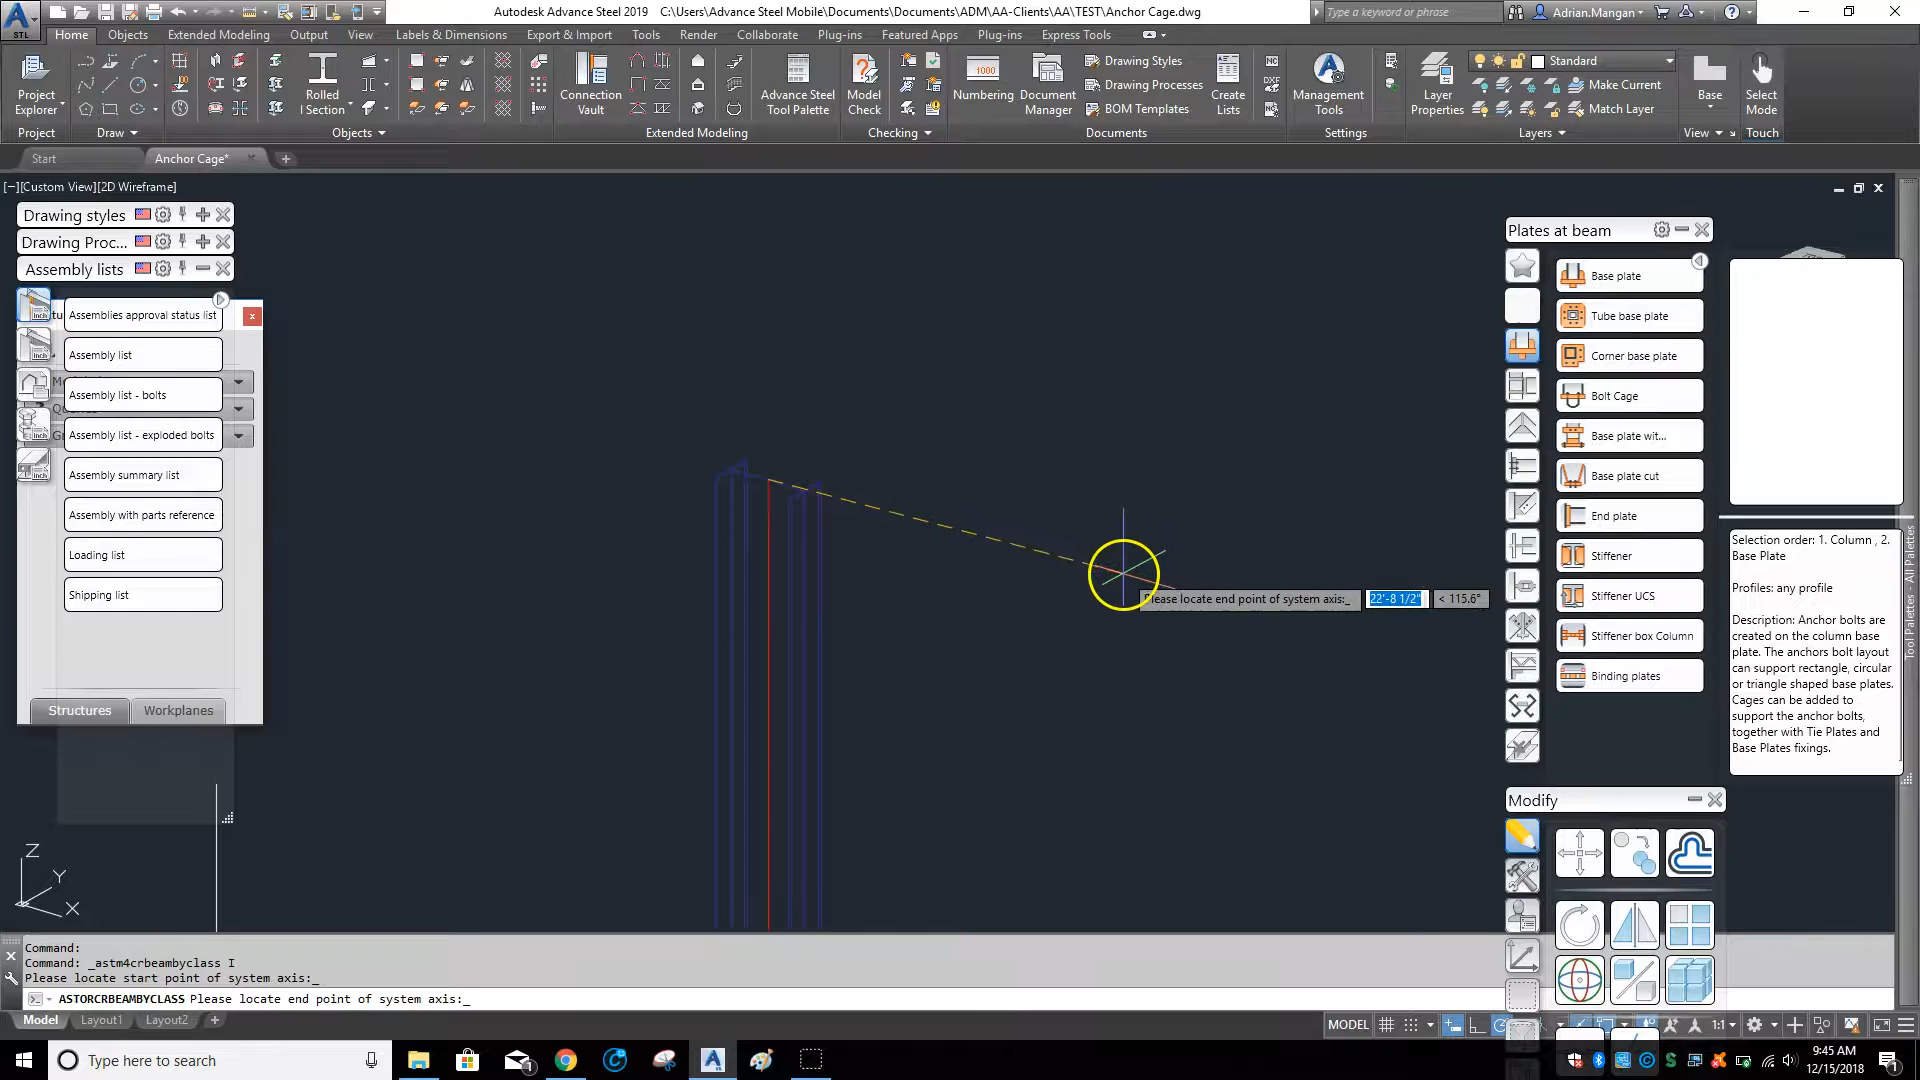 Autodesk Advance Steel 2019 C:\Users\Advance Steel Mobile\Documents\Documents\ADM\AA-Clients\AA\TEST\Anchor Cage.dwg
Type a keyword or phrase
Adrian.Mangan
STL
Home Objects Extended Modeling Output View Labels & Dimensions Export & Import Tools Render Collaborate Plug-ins Featured Apps Plug-ins Express Tools
Project Explorer
Rolled I Section
Connection Vault
Advance Steel Tool Palette
Model Check
1000
Numbering
Document Manager
Drawing Styles
Drawing Processes
BOM Templates
Create Lists
NC
DXF
Management Tools
Layer Properties
Standard
Make Current
Match Layer
Base
Select Mode
Project Draw Objects Extended Modeling Checking Documents Settings Layers View Touch
Start Anchor Cage*
[−][Custom View][2D Wireframe]
Drawing styles
Drawing Proc...
Assembly lists
Assemblies approval status list
Assembly list
Assembly list - bolts
Assembly list - exploded bolts
Assembly summary list
Assembly with parts reference
Loading list
Shipping list
Structures Workplanes
Please locate end point of system axis:_ 22'-8 1/2" < 115.6°
Plates at beam
Base plate
Tube base plate
Corner base plate
Bolt Cage
Base plate wit...
Base plate cut
End plate
Stiffener
Stiffener UCS
Stiffener box Column
Binding plates
Selection order: 1. Column , 2.
Base Plate
Profiles: any profile
Description: Anchor bolts are
created on the column base
plate. The anchors bolt layout
can support rectangle, circular
or triangle shaped base plates.
Cages can be added to
support the anchor bolts,
together with Tie Plates and
Base Plates fixings.
Tool Palettes - All Palettes
Modify
Z
Y
X
Command:
Command: _astm4crbeambyclass I
Please locate start point of system axis:_
ASTORCRBEAMBYCLASS Please locate end point of system axis:_
Model Layout1 Layout2
MODEL
1:1
Type here to search
9:45 AM
12/15/2018